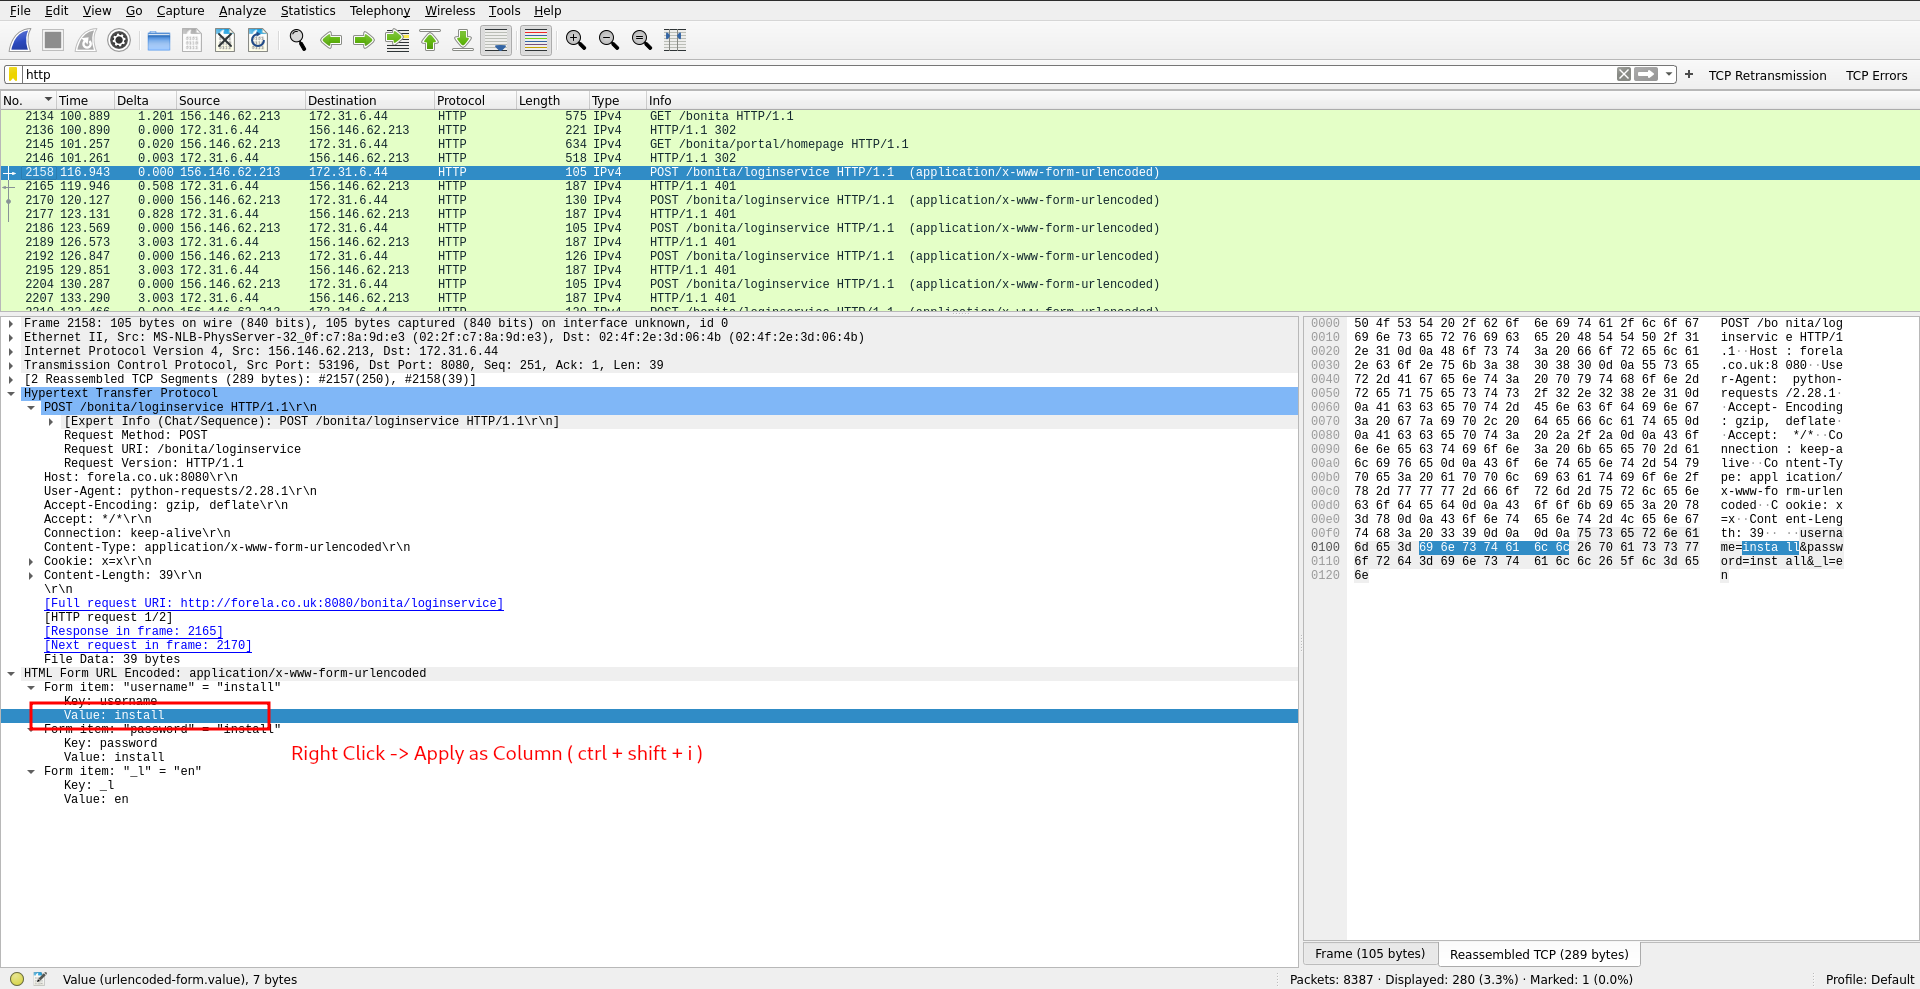 File Edit View Go Capture Analyze Statistics Telephony Wireless Tools Help
http + TCP Retransmission TCP Errors
No. Time Delta Source Destination Protocol Length Type Info
2134 100.889 1.201 156.146.62.213 172.31.6.44 HTTP 575 IPv4 GET /bonita HTTP/1.1
2136 100.890 0.000 172.31.6.44 156.146.62.213 HTTP 221 IPv4 HTTP/1.1 302
2145 101.257 0.020 156.146.62.213 172.31.6.44 HTTP 634 IPv4 GET /bonita/portal/homepage HTTP/1.1
2146 101.261 0.003 172.31.6.44 156.146.62.213 HTTP 518 IPv4 HTTP/1.1 302
2158 116.943 0.000 156.146.62.213 172.31.6.44 HTTP 105 IPv4 POST /bonita/loginservice HTTP/1.1  (application/x-www-form-urlencoded)
2165 119.946 0.508 172.31.6.44 156.146.62.213 HTTP 187 IPv4 HTTP/1.1 401
2170 120.127 0.000 156.146.62.213 172.31.6.44 HTTP 130 IPv4 POST /bonita/loginservice HTTP/1.1  (application/x-www-form-urlencoded)
2177 123.131 0.828 172.31.6.44 156.146.62.213 HTTP 187 IPv4 HTTP/1.1 401
2186 123.569 0.000 156.146.62.213 172.31.6.44 HTTP 105 IPv4 POST /bonita/loginservice HTTP/1.1  (application/x-www-form-urlencoded)
2189 126.573 3.003 172.31.6.44 156.146.62.213 HTTP 187 IPv4 HTTP/1.1 401
2192 126.847 0.000 156.146.62.213 172.31.6.44 HTTP 126 IPv4 POST /bonita/loginservice HTTP/1.1  (application/x-www-form-urlencoded)
2195 129.851 3.003 172.31.6.44 156.146.62.213 HTTP 187 IPv4 HTTP/1.1 401
2204 130.287 0.000 156.146.62.213 172.31.6.44 HTTP 105 IPv4 POST /bonita/loginservice HTTP/1.1  (application/x-www-form-urlencoded)
2207 133.290 3.003 172.31.6.44 156.146.62.213 HTTP 187 IPv4 HTTP/1.1 401
Frame 2158: 105 bytes on wire (840 bits), 105 bytes captured (840 bits) on interface unknown, id 0
Ethernet II, Src: MS-NLB-PhysServer-32_0f:c7:8a:9d:e3 (02:2f:c7:8a:9d:e3), Dst: 02:4f:2e:3d:06:4b (02:4f:2e:3d:06:4b)
Internet Protocol Version 4, Src: 156.146.62.213, Dst: 172.31.6.44
Transmission Control Protocol, Src Port: 53196, Dst Port: 8080, Seq: 251, Ack: 1, Len: 39
[2 Reassembled TCP Segments (289 bytes): #2157(250), #2158(39)]
Hypertext Transfer Protocol
POST /bonita/loginservice HTTP/1.1\r\n
[Expert Info (Chat/Sequence): POST /bonita/loginservice HTTP/1.1\r\n]
Request Method: POST
Request URI: /bonita/loginservice
Request Version: HTTP/1.1
Host: forela.co.uk:8080\r\n
User-Agent: python-requests/2.28.1\r\n
Accept-Encoding: gzip, deflate\r\n
Accept: */*\r\n
Connection: keep-alive\r\n
Content-Type: application/x-www-form-urlencoded\r\n
Cookie: x=x\r\n
Content-Length: 39\r\n
\r\n
[Full request URI: http://forela.co.uk:8080/bonita/loginservice]
[HTTP request 1/2]
[Response in frame: 2165]
[Next request in frame: 2170]
File Data: 39 bytes
HTML Form URL Encoded: application/x-www-form-urlencoded
Form item: "username" = "install"
Key: username
Value: install
Form item: "password" = "install"
Key: password
Value: install
Form item: "_l" = "en"
Key: _l
Value: en
Right Click -> Apply as Column ( ctrl + shift + i )
0000 50 4f 53 54 20 2f 62 6f 6e 69 74 61 2f 6c 6f 67 POST /bo nita/log
0010 69 6e 73 65 72 76 69 63 65 20 48 54 54 50 2f 31 inservic e HTTP/1
0020 2e 31 0d 0a 48 6f 73 74 3a 20 66 6f 72 65 6c 61 .1··Host : forela
0030 2e 63 6f 2e 75 6b 3a 38 30 38 30 0d 0a 55 73 65 .co.uk:8 080··Use
0040 72 2d 41 67 65 6e 74 3a 20 70 79 74 68 6f 6e 2d r-Agent: python-
0050 72 65 71 75 65 73 74 73 2f 32 2e 32 38 2e 31 0d requests /2.28.1·
0060 0a 41 63 63 65 70 74 2d 45 6e 63 6f 64 69 6e 67 ·Accept- Encoding
0070 3a 20 67 7a 69 70 2c 20 64 65 66 6c 61 74 65 0d : gzip, deflate·
0080 0a 41 63 63 65 70 74 3a 20 2a 2f 2a 0d 0a 43 6f ·Accept: */*··Co
0090 6e 6e 65 63 74 69 6f 6e 3a 20 6b 65 65 70 2d 61 nnection : keep-a
00a0 6c 69 76 65 0d 0a 43 6f 6e 74 65 6e 74 2d 54 79 live··Co ntent-Ty
00b0 70 65 3a 20 61 70 70 6c 69 63 61 74 69 6f 6e 2f pe: appl ication/
00c0 78 2d 77 77 77 2d 66 6f 72 6d 2d 75 72 6c 65 6e x-www-fo rm-urlen
00d0 63 6f 64 65 64 0d 0a 43 6f 6f 6b 69 65 3a 20 78 coded··C ookie: x
00e0 3d 78 0d 0a 43 6f 6e 74 65 6e 74 2d 4c 65 6e 67 =x··Cont ent-Leng
00f0 74 68 3a 20 33 39 0d 0a 0d 0a 75 73 65 72 6e 61 th: 39·· ··userna
0100 6d 65 3d 69 6e 73 74 61 6c 6c 26 70 61 73 73 77 me=insta ll&passw
0110 6f 72 64 3d 69 6e 73 74 61 6c 6c 26 5f 6c 3d 65 ord=inst all&_l=e
0120 6e n
Frame (105 bytes) Reassembled TCP (289 bytes)
Value (urlencoded-form.value), 7 bytes Packets: 8387 · Displayed: 280 (3.3%) · Marked: 1 (0.0%) Profile: Default